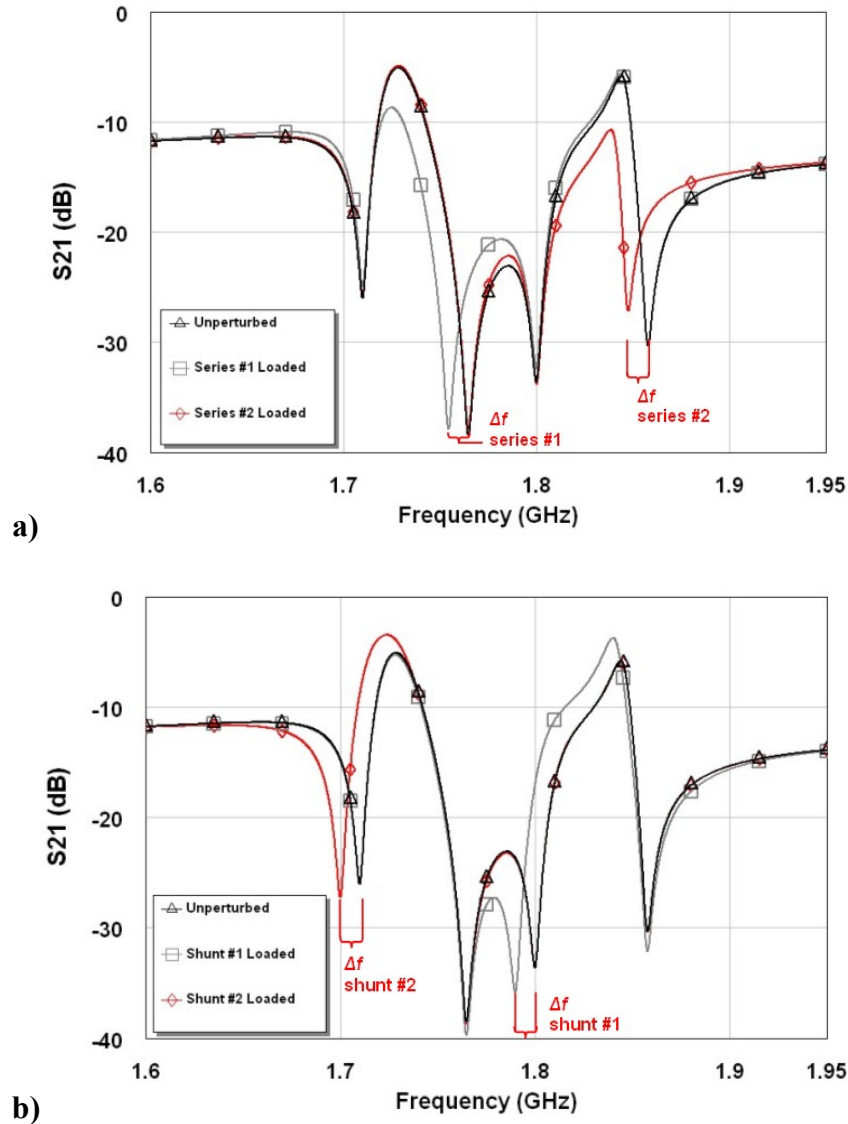 0
-10
-20
-30
-40
S21 (dB)
Unperturbed
Series #1 Loaded
Series #2 Loaded
Δf
series #1
Δf
series #2
1.6
1.7
1.8
1.9
1.95
Frequency (GHz)
a)
0
-10
-20
-30
-40
S21 (dB)
Unperturbed
Shunt #1 Loaded
Shunt #2 Loaded
Δf
shunt #2
Δf
shunt #1
1.6
1.7
1.8
1.9
1.95
Frequency (GHz)
b)